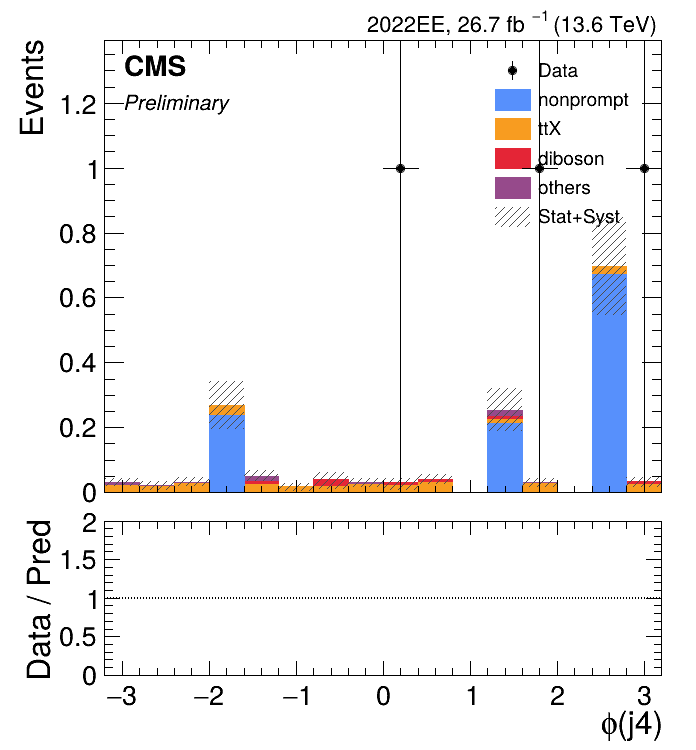 2022EE, 26.7 fb⁻¹ (13.6 TeV)
CMS
Preliminary
Data
nonprompt
ttX
diboson
others
Stat+Syst
Events
1.2
1
0.8
0.6
0.4
0.2
0
Data / Pred
2
1.5
1
0.5
0
−3 −2 −1 0 1 2 3
ϕ(j4)